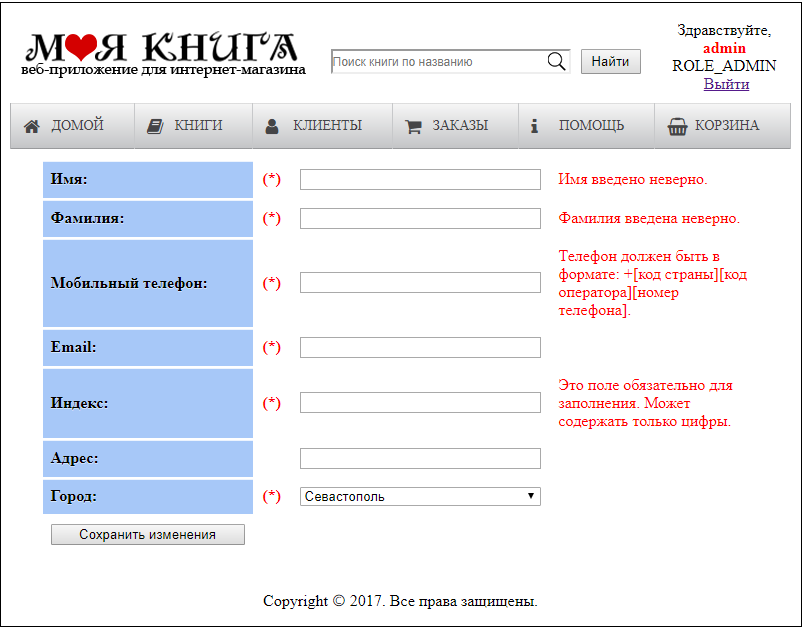 МОЯ КНИГА
веб-приложение для интернет-магазина
Поиск книги по названию
Найти
Здравствуйте,
admin
ROLE_ADMIN
Выйти
ДОМОЙ
КНИГИ
КЛИЕНТЫ
ЗАКАЗЫ
ПОМОЩЬ
КОРЗИНА
Имя: (*) Имя введено неверно.
Фамилия: (*) Фамилия введена неверно.
Мобильный телефон: (*)
Телефон должен быть в
формате: +[код страны][код
оператора][номер
телефона].
Email: (*)
Индекс: (*)
Это поле обязательно для
заполнения. Может
содержать только цифры.
Адрес:
Город: (*) Севастополь
Сохранить изменения
Copyright © 2017. Все права защищены.